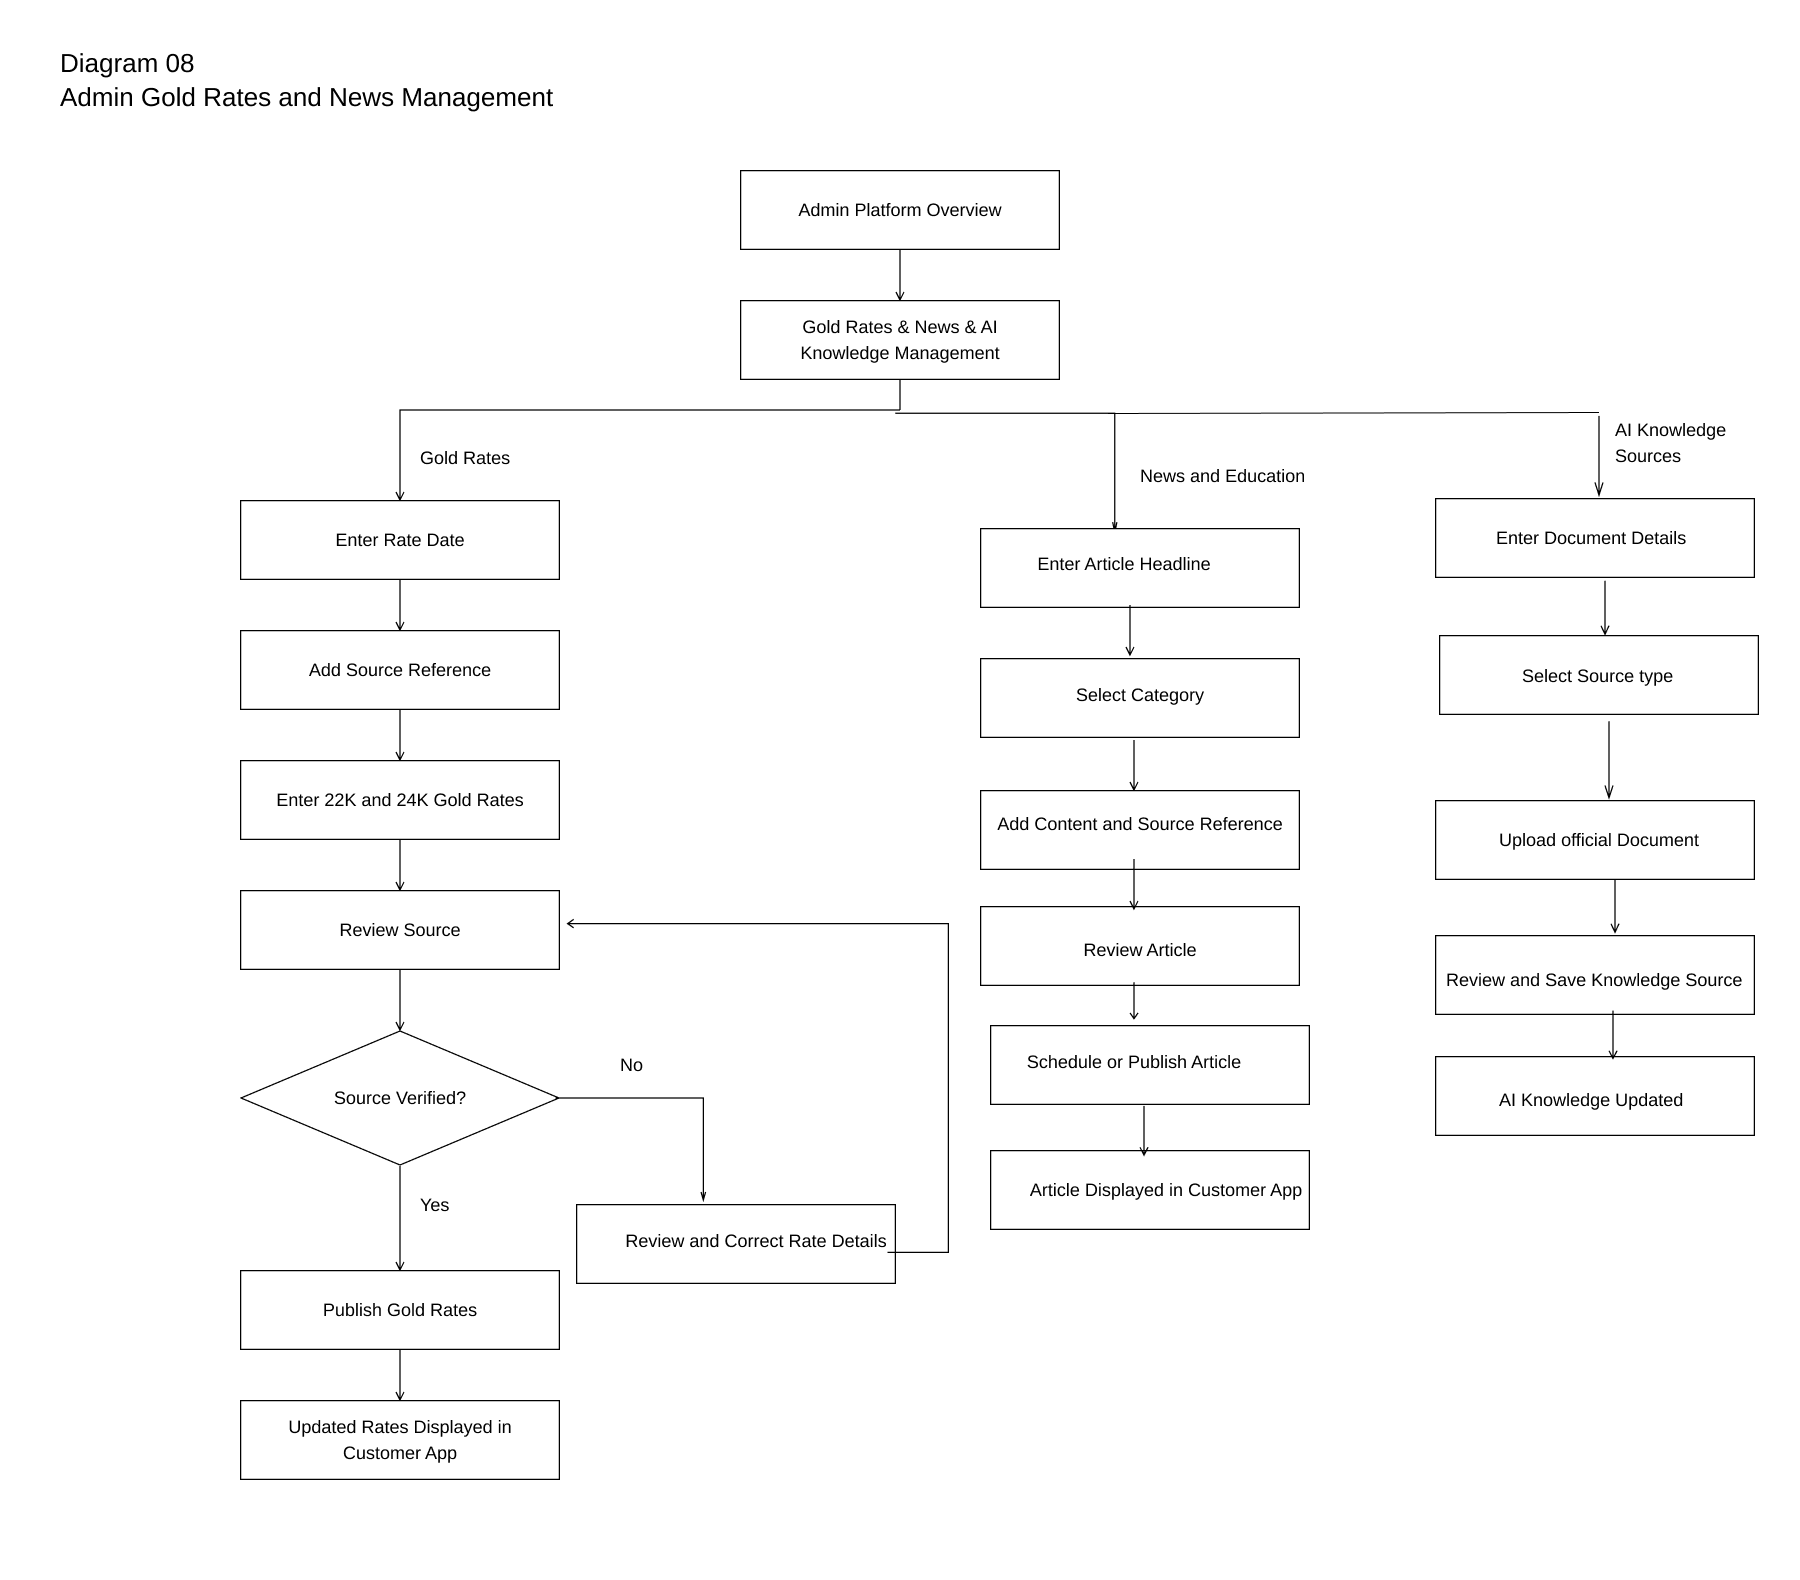 Diagram 08
Admin Gold Rates and News Management
Admin Platform Overview
Gold Rates & News & AI
Knowledge Management
Gold Rates
Enter Rate Date
Add Source Reference
Enter 22K and 24K Gold Rates
Review Source
Source Verified?
No
Yes
Review and Correct Rate Details
Publish Gold Rates
Updated Rates Displayed in
Customer App
News and Education
Enter Article Headline
Select Category
Add Content and Source Reference
Review Article
Schedule or Publish Article
Article Displayed in Customer App
AI Knowledge
Sources
Enter Document Details
Select Source type
Upload official Document
Review and Save Knowledge Source
AI Knowledge Updated